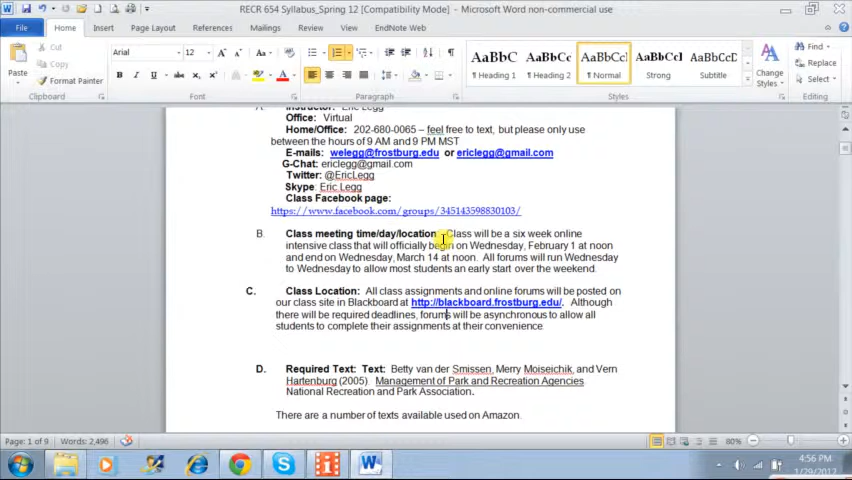 RECR 654 Syllabus_Spring 12 [Compatibility Mode] - Microsoft Word non-commercial use
File Home Insert Page Layout References Mailings Review View EndNote Web
Paste
Cut
Copy
Format Painter
Clipboard
Arial 12
Font
Paragraph
AaBbC AaBbCc AaBbCc AaBbCcI AaBbCcI
¶ Heading 1 ¶ Heading 2 ¶ Normal Strong Subtitle
Styles
Change Styles
Find
Replace
Select
Editing
A. Instructor: Eric Legg
Office: Virtual
Home/Office: 202-680-0065 – feel free to text, but please only use
between the hours of 9 AM and 9 PM MST
E-mails: welegg@frostburg.edu or ericlegg@gmail.com
G-Chat: ericlegg@gmail.com
Twitter: @EricLegg
Skype: Eric.Legg
Class Facebook page:
https://www.facebook.com/groups/345143598830103/
B. Class meeting time/day/location: Class will be a six week online
intensive class that will officially begin on Wednesday, February 1 at noon
and end on Wednesday, March 14 at noon. All forums will run Wednesday
to Wednesday to allow most students an early start over the weekend.
C. Class Location: All class assignments and online forums will be posted on
our class site in Blackboard at http://blackboard.frostburg.edu/. Although
there will be required deadlines, forums will be asynchronous to allow all
students to complete their assignments at their convenience
D. Required Text: Text: Betty van der Smissen, Merry Moiseichik, and Vern
Hartenburg (2005). Management of Park and Recreation Agencies
National Recreation and Park Association.
There are a number of texts available used on Amazon.
Page: 1 of 9 Words: 2,496 80%
4:56 PM
1/29/2012